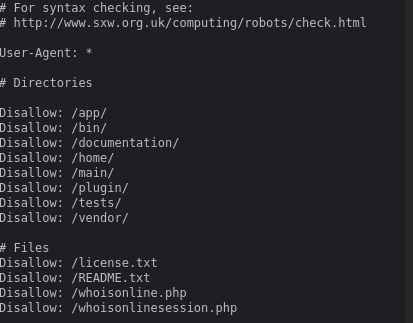 # For syntax checking, see:
# http://www.sxw.org.uk/computing/robots/check.html
User-Agent: *
# Directories
Disallow: /app/
Disallow: /bin/
Disallow: /documentation/
Disallow: /home/
Disallow: /main/
Disallow: /plugin/
Disallow: /tests/
Disallow: /vendor/
# Files
Disallow: /license.txt
Disallow: /README.txt
Disallow: /whoisonline.php
Disallow: /whoisonlinesession.php